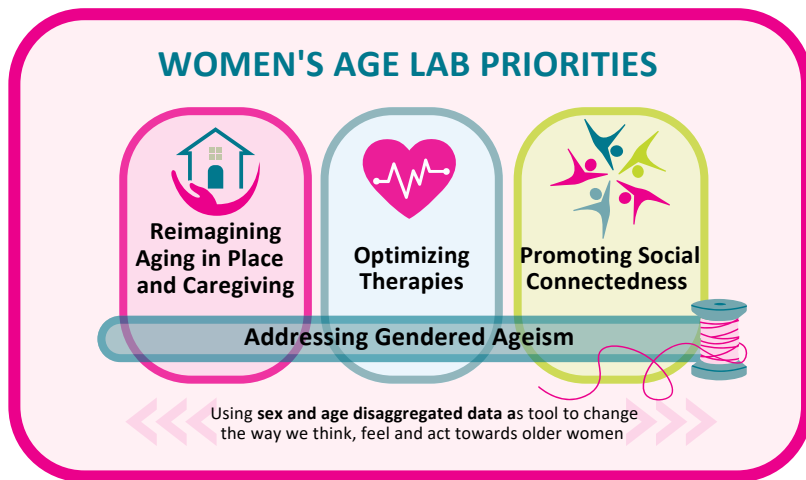 WOMEN'S AGE LAB PRIORITIES
Reimagining
Aging in Place
and Caregiving
Optimizing
Therapies
Promoting Social
Connectedness
Addressing Gendered Ageism
Using sex and age disaggregated data as tool to change
the way we think, feel and act towards older women